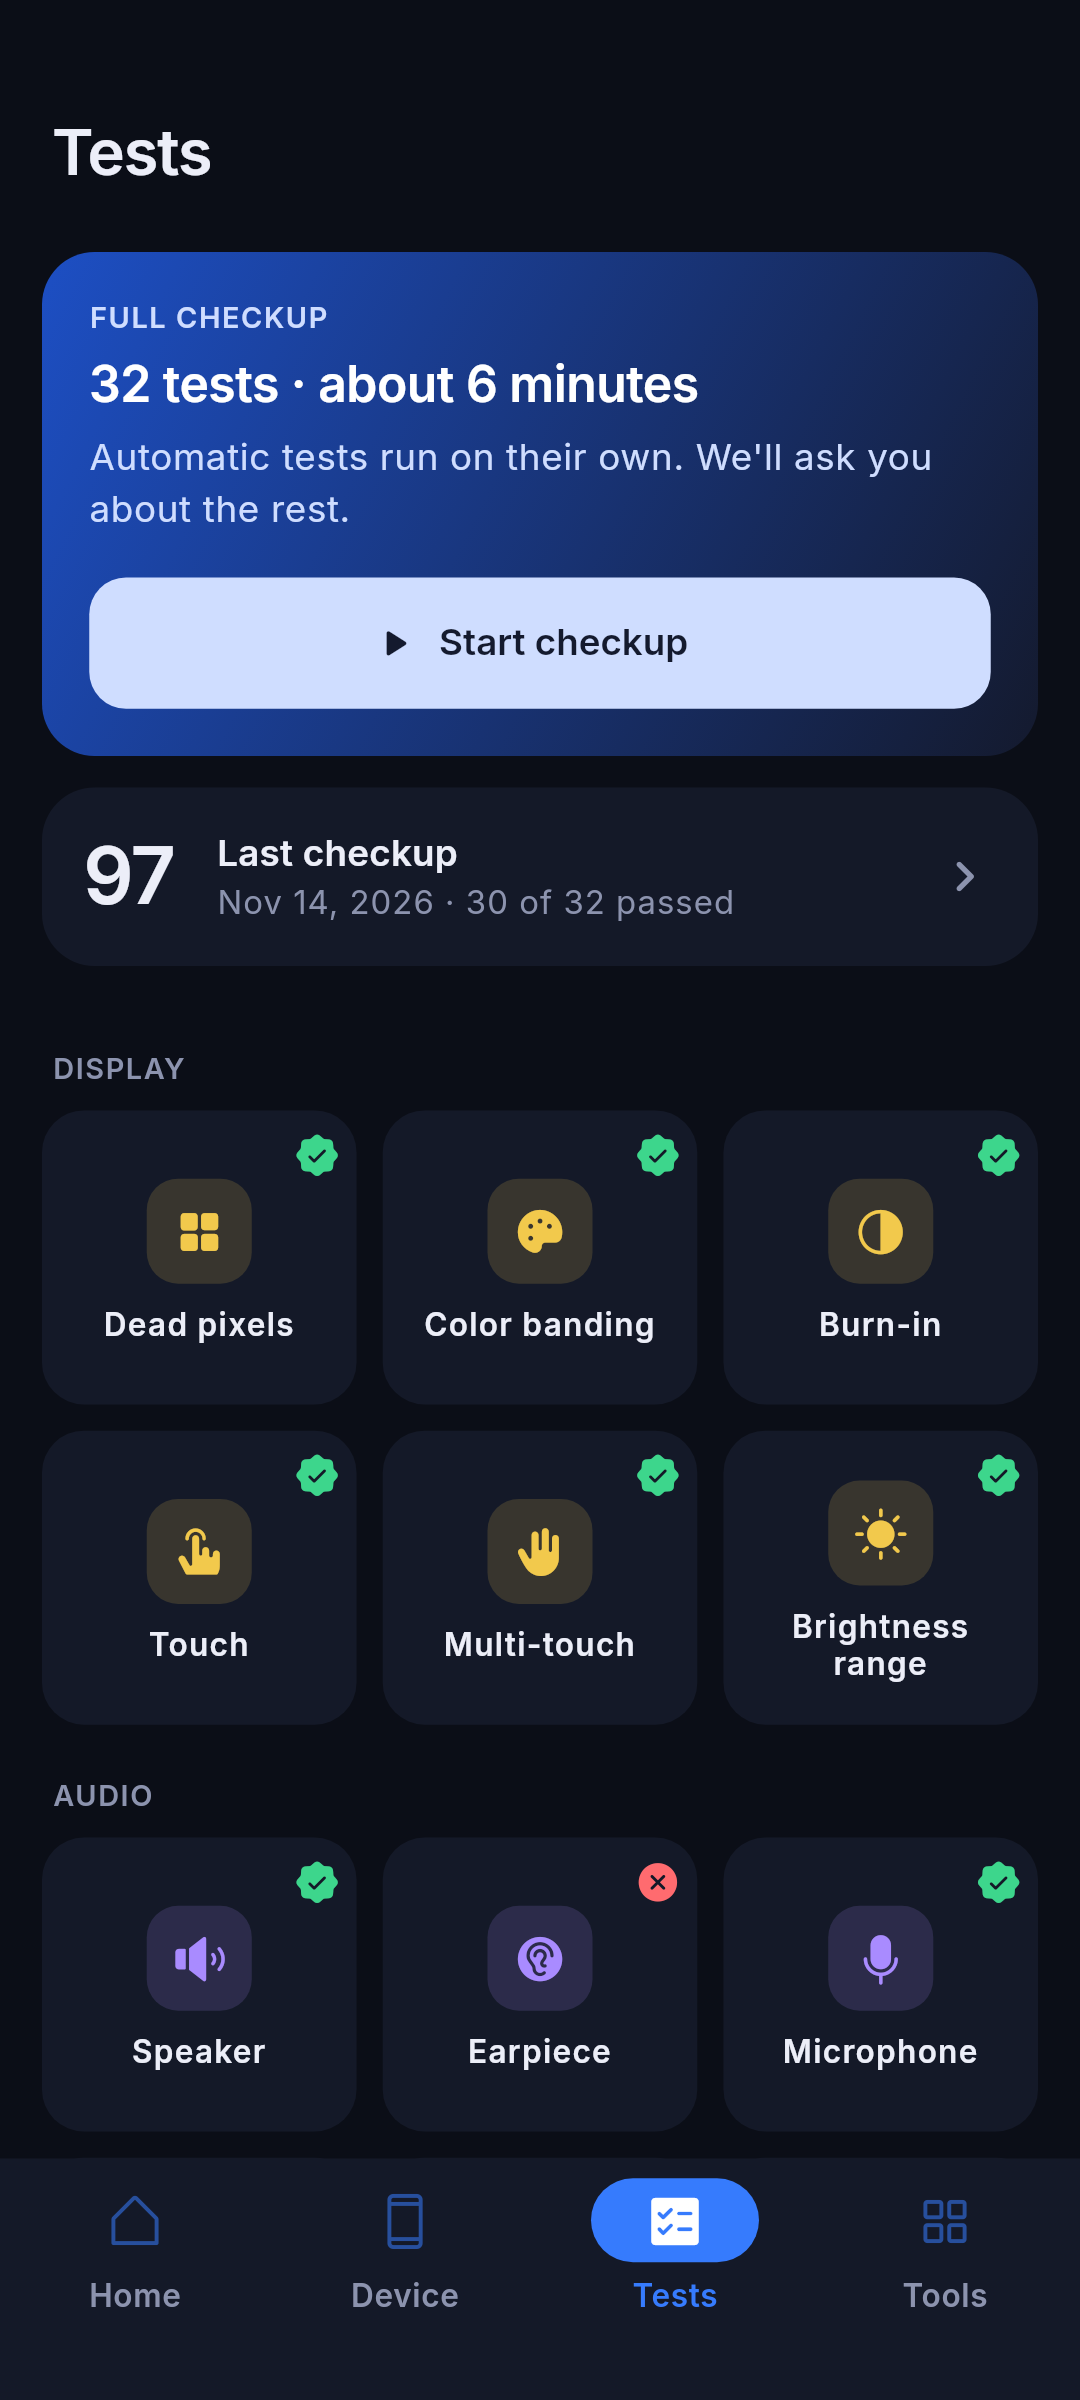 Tests
FULL CHECKUP
32 tests · about 6 minutes
Automatic tests run on their own. We'll ask you
about the rest.
Start checkup
97
Last checkup
Nov 14, 2026 · 30 of 32 passed
DISPLAY
Dead pixels
Color banding
Burn-in
Touch
Multi-touch
Brightness
range
AUDIO
Speaker
Earpiece
Microphone
Home
Device
Tests
Tools